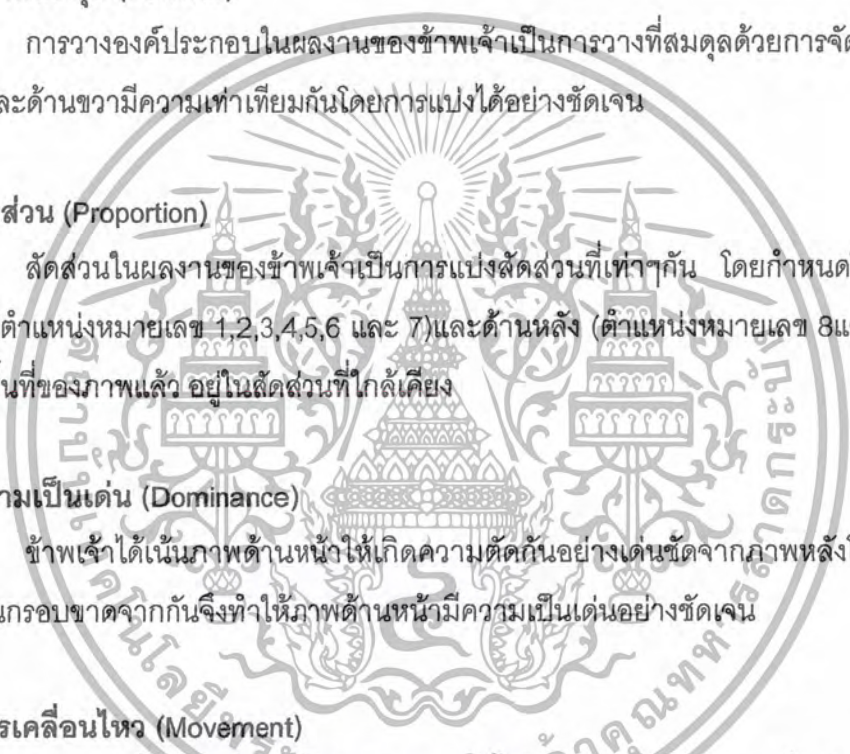 การวางองค์ประกอบในผลงานของข้าพเจ้าเป็นการวางที่สมดุลด้วยการจัด
ละด้านขวามีความเท่าเทียมกันโดยการแบ่งได้อย่างชัดเจน
ส่วน (Proportion)
สัดส่วนในผลงานของข้าพเจ้าเป็นการแบ่งสัดส่วนที่เท่าๆกัน โดยกำหนด
ตำแหน่งหมายเลข 1,2,3,4,5,6 และ 7)และด้านหลัง (ตำแหน่งหมายเลข 8แ
นที่ของภาพแล้ว อยู่ในสัดส่วนที่ใกล้เคียง
ามเป็นเด่น (Dominance)
ข้าพเจ้าได้เน้นภาพด้านหน้าให้เกิดความตัดกันอย่างเด่นชัดจากภาพหลัง
นกรอบขาดจากกันจึงทำให้ภาพด้านหน้ามีความเป็นเด่นอย่างชัดเจน
รเคลื่อนไหว (Movement)